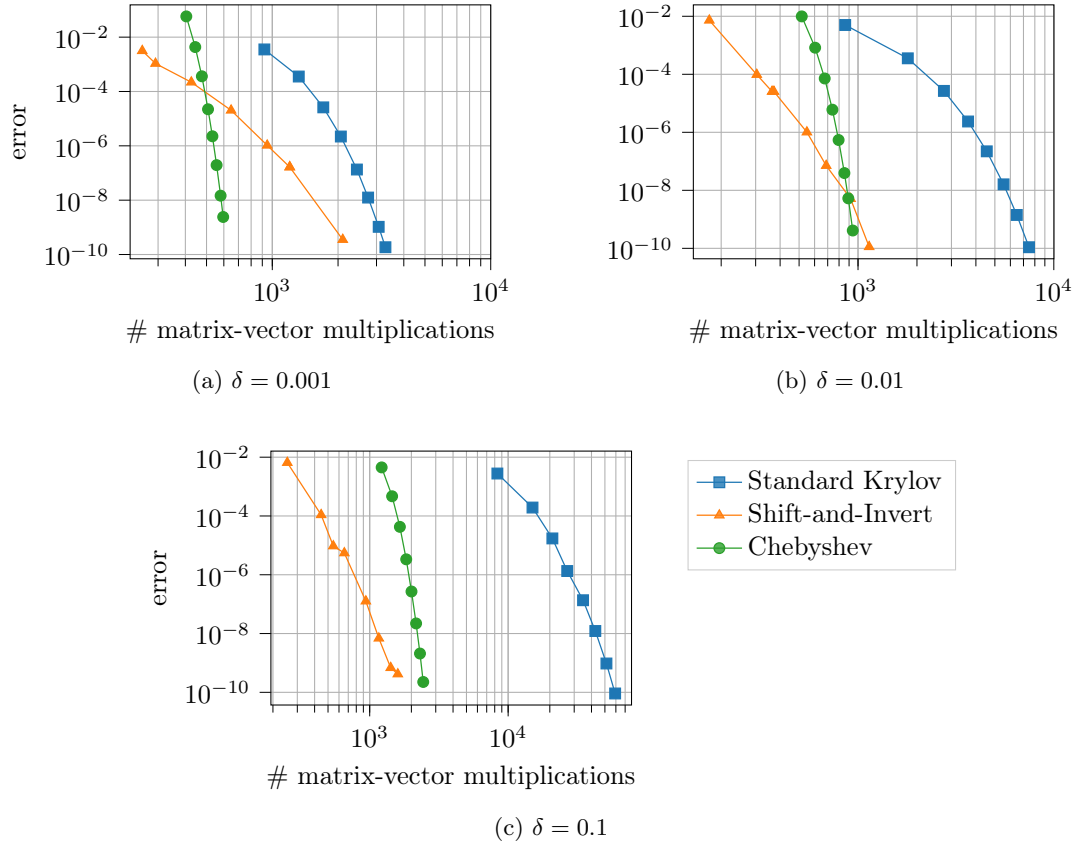 10^−2
10^−4
10^−6
10^−8
10^−10
error
10^3
10^4
# matrix-vector multiplications
(a) δ = 0.001
10^−2
10^−4
10^−6
10^−8
10^−10
10^3
10^4
# matrix-vector multiplications
(b) δ = 0.01
10^−2
10^−4
10^−6
10^−8
10^−10
error
10^3
10^4
# matrix-vector multiplications
(c) δ = 0.1
Standard Krylov
Shift-and-Invert
Chebyshev